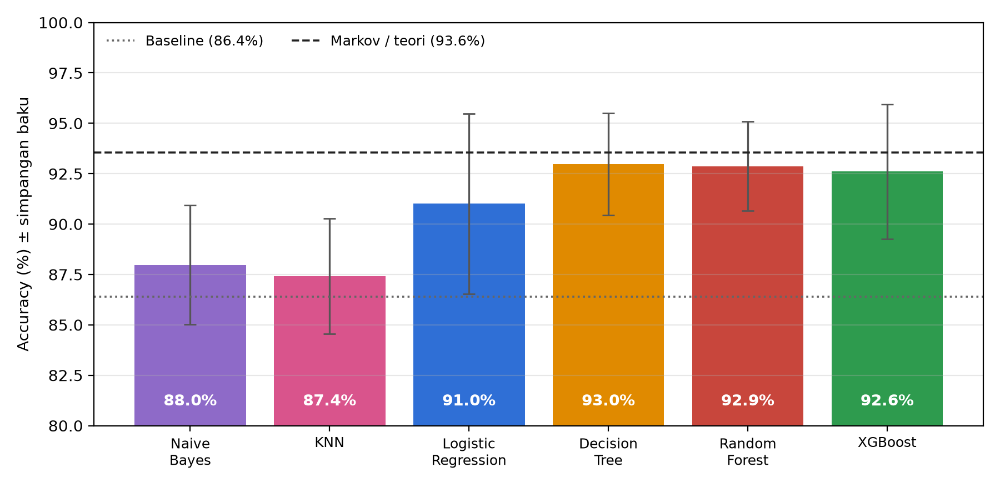 Accuracy (%) ± simpangan baku
100.0
97.5
95.0
92.5
90.0
87.5
85.0
82.5
80.0
Baseline (86.4%)
Markov / teori (93.6%)
88.0%
87.4%
91.0%
93.0%
92.9%
92.6%
Naive
Bayes
KNN
Logistic
Regression
Decision
Tree
Random
Forest
XGBoost